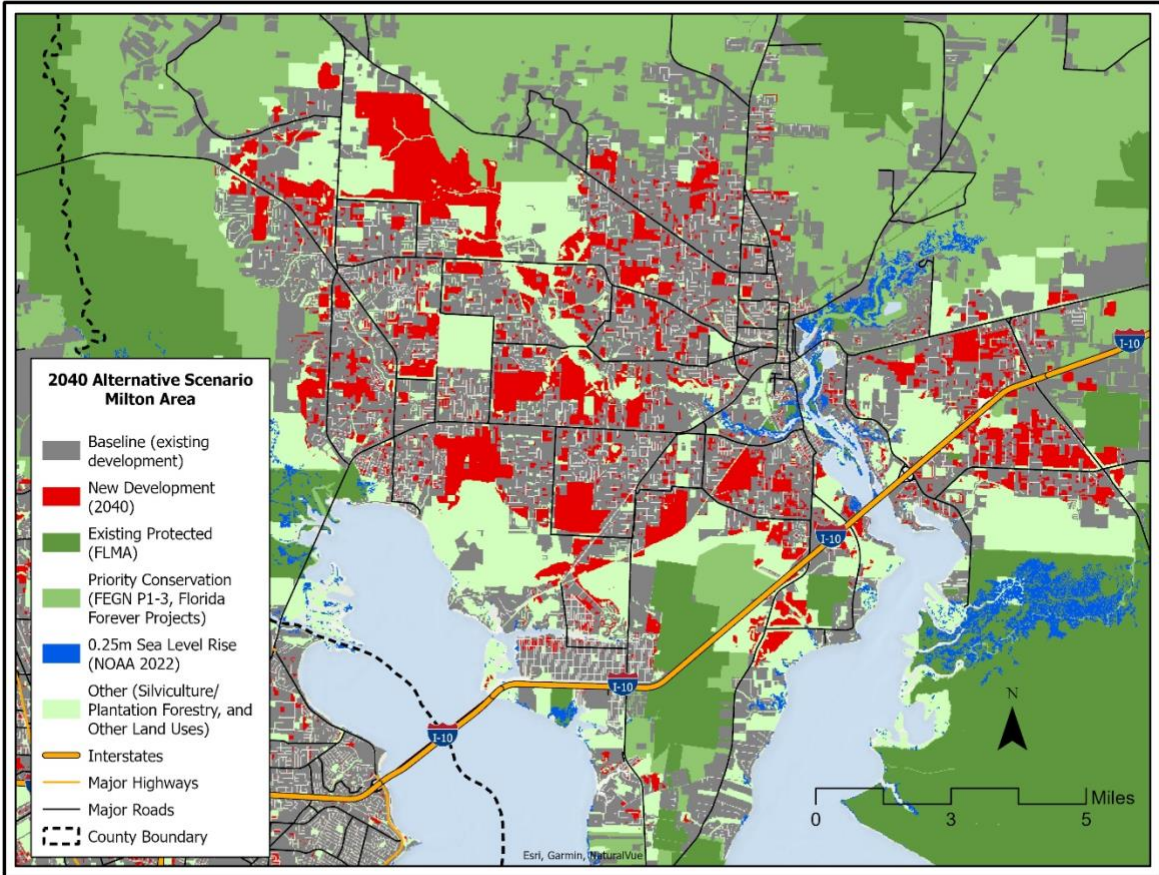 I-10
2040 Alternative Scenario
Milton Area
Baseline (existing
development)
New Development
(2040)
Existing Protected
(FLMA)
Priority Conservation
(FEGN P1-3, Florida
Forever Projects)
0.25m Sea Level Rise
(NOAA 2022)
Other (Silviculture/
Plantation Forestry, and
Other Land Uses)
Interstates
Major Highways
Major Roads
County Boundary
I-10
I-10
I-10
N
Miles
0 3 5
Esri, Garmin, NaturalVue